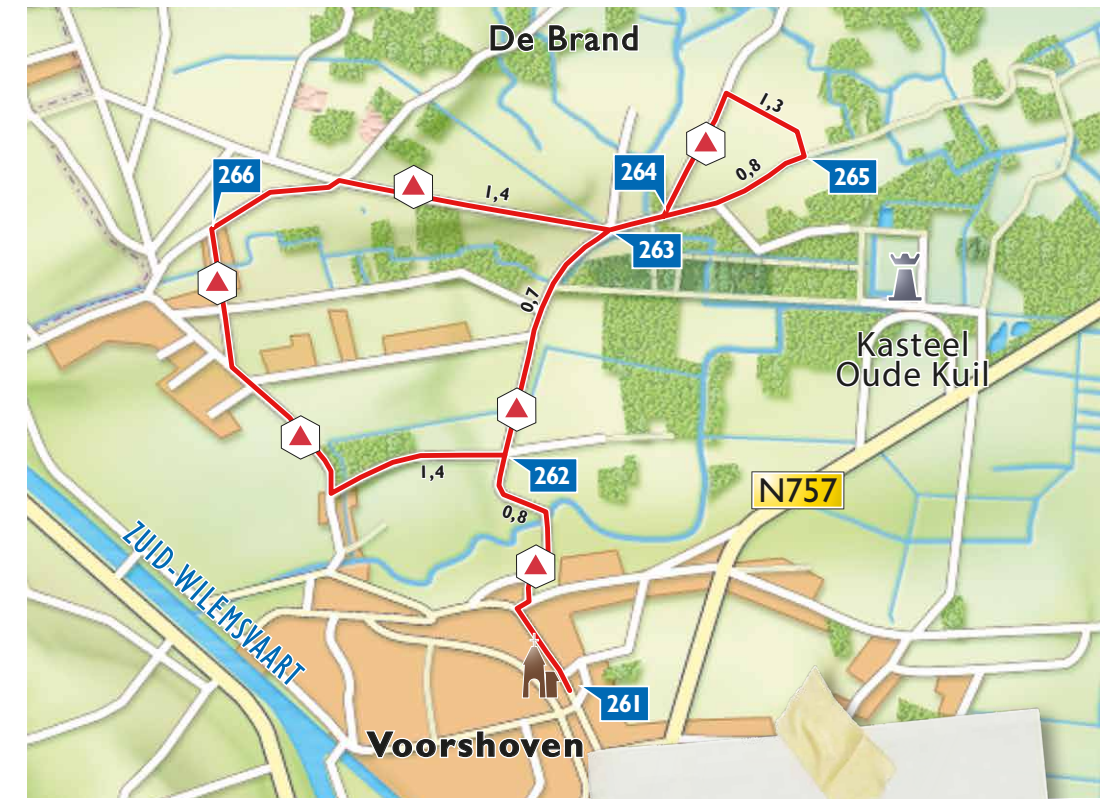 De Brand
1,3
264
0,8
265
266
1,4
263
0,7
Kasteel
Oude Kuil
1,4
262
N757
0,8
ZUID-WILEMSVAART
261
Voorshoven